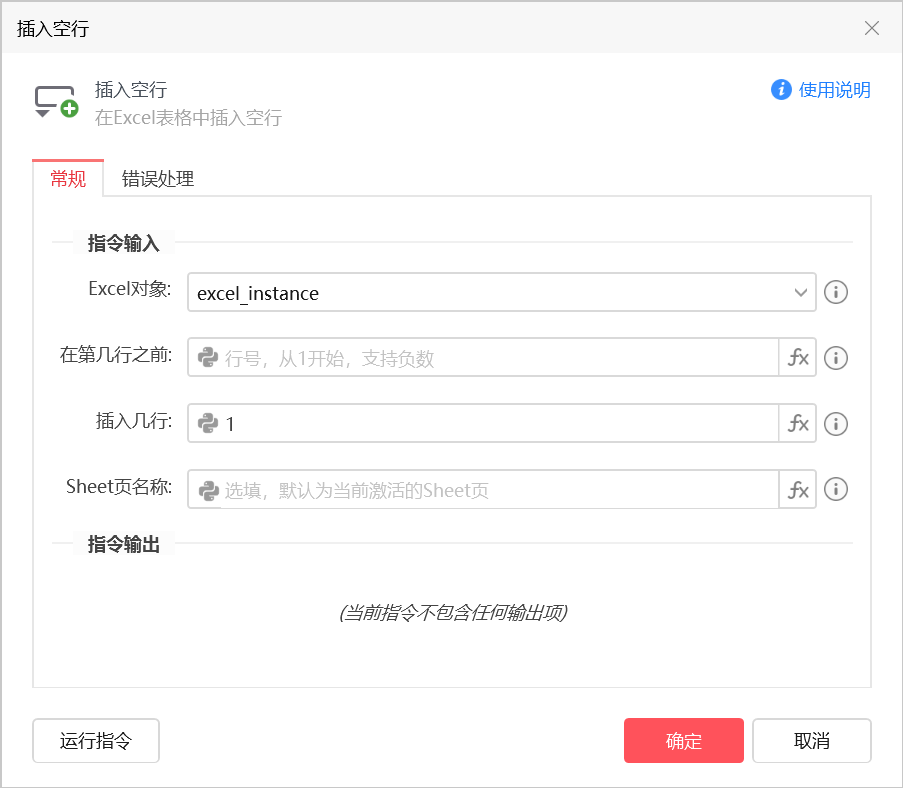 插入空行
插入空行
使用说明
在Excel表格中插入空行
常规 错误处理
指令输入
Excel对象: excel_instance
在第几行之前: 行号，从1开始，支持负数 fx
插入几行: 1 fx
Sheet页名称: 选填，默认为当前激活的Sheet页 fx
指令输出
(当前指令不包含任何输出项)
运行指令 确定 取消